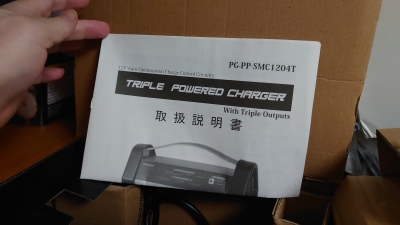 PG-PP-SMC1204T
TRIPLE POWERED CHARGER
With Triple Outputs
取扱説明書